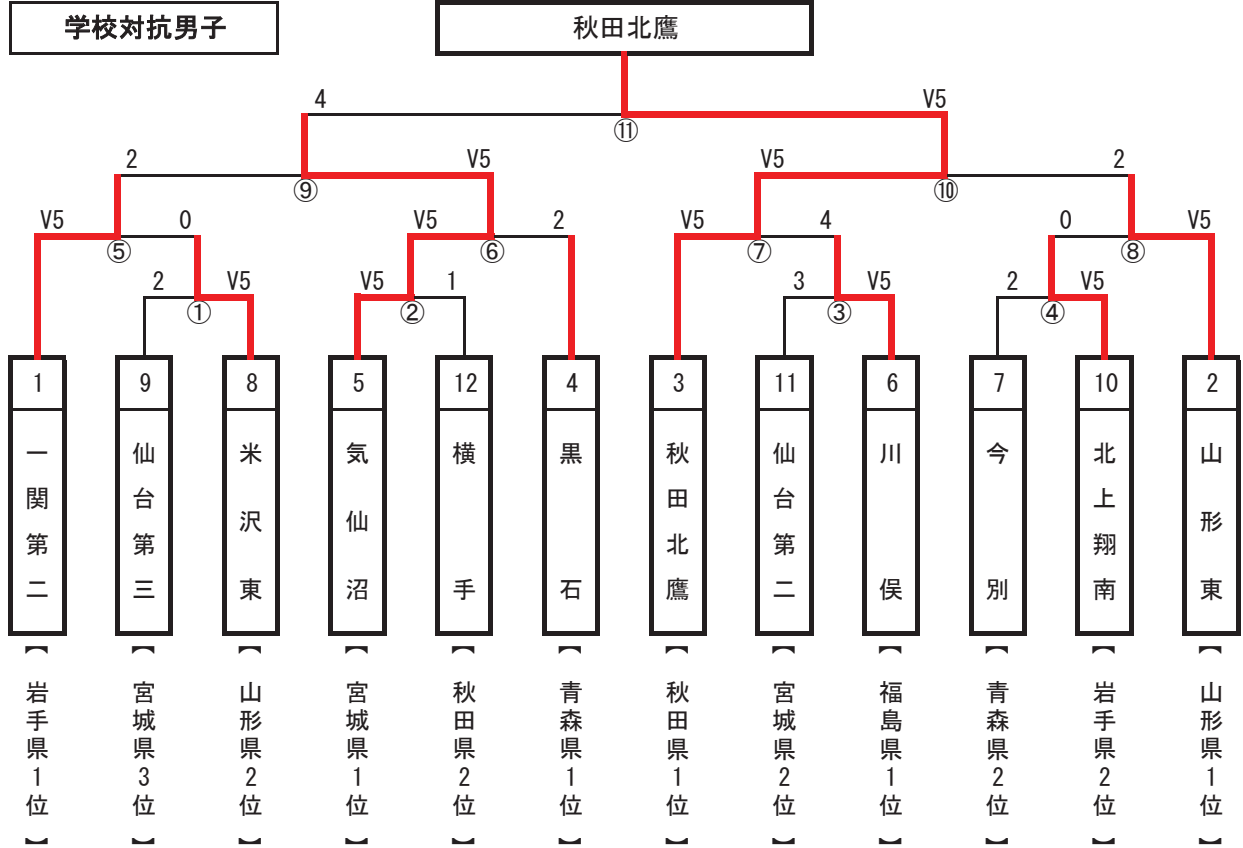 学校対抗男子
秋田北鷹
4
V5
⑪
2
V5
V5
2
⑨
⑩
V5
0
V5
2
V5
4
0
V5
⑤
⑥
⑦
⑧
2
V5
V5
1
3
V5
2
V5
①
②
③
④
1
9
8
5
12
4
3
11
6
7
10
2
一関第二
仙台第三
米沢東
気仙沼
横手
黒石
秋田北鷹
仙台第二
川俣
今別
北上翔南
山形東
【岩手県1位】
【宮城県3位】
【山形県2位】
【宮城県1位】
【秋田県2位】
【青森県1位】
【秋田県1位】
【宮城県2位】
【福島県1位】
【青森県2位】
【岩手県2位】
【山形県1位】